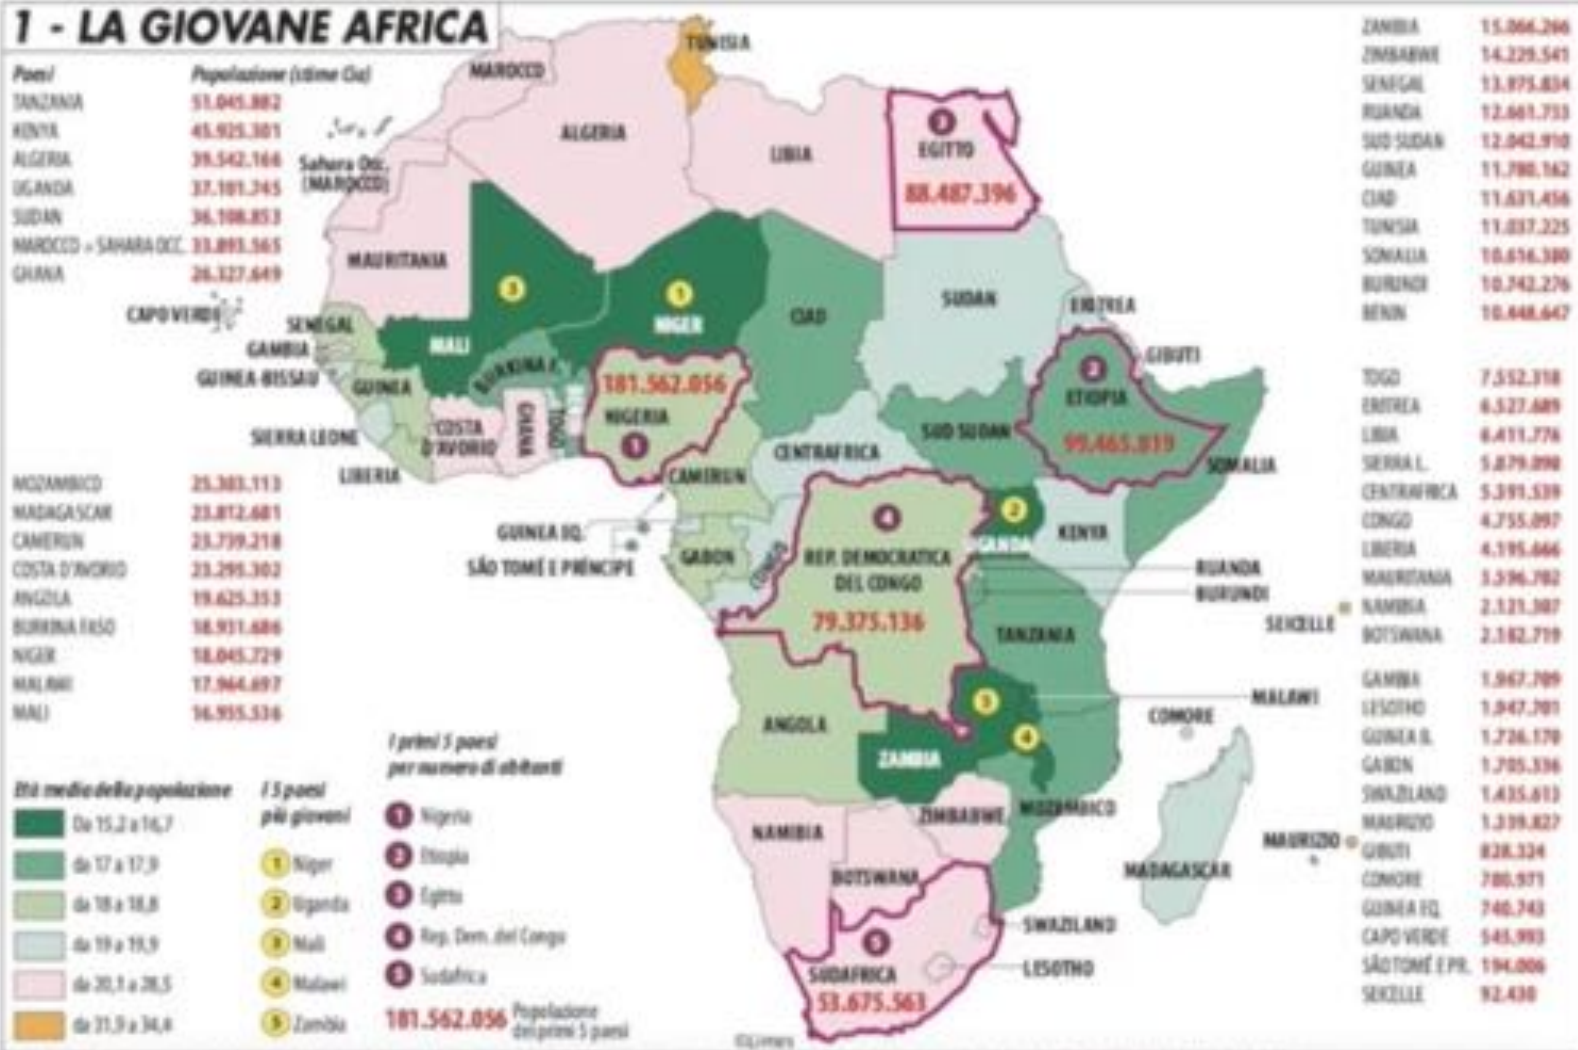 1 - LA GIOVANE AFRICA
Paesi Popolazione (stime Cia)
TANZANIA 51.045.882
KENYA 45.925.301
ALGERIA 39.542.166
UGANDA 37.101.745
SUDAN 36.108.853
MAROCCO + SAHARA OCC. 33.893.565
GHANA 26.327.649
MOZAMBICO 25.303.113
MADAGASCAR 23.812.681
CAMERUN 23.739.218
COSTA D'AVORIO 23.295.302
ANGOLA 19.625.353
BURKINA FASO 18.931.686
NIGER 18.045.729
MALAWI 17.964.697
MALI 16.955.536
ZAMBIA 15.066.266
ZIMBABWE 14.229.541
SENEGAL 13.975.834
RUANDA 12.661.733
SUD SUDAN 12.042.910
GUINEA 11.780.162
CIAD 11.631.456
TUNISIA 11.037.225
SOMALIA 10.616.380
BURUNDI 10.742.276
BENIN 10.448.647
TOGO 7.552.318
ERITREA 6.527.689
LIBIA 6.411.776
SIERRA L. 5.879.098
CENTRAFRICA 5.391.539
CONGO 4.755.097
LIBERIA 4.195.666
MAURITANIA 3.596.702
NAMIBIA 2.121.307
BOTSWANA 2.182.719
GAMBIA 1.967.709
LESOTHO 1.947.701
GUINEA B. 1.726.170
GABON 1.705.336
SWAZILAND 1.435.613
MAURIZIO 1.339.827
GIBUTI 828.324
COMORE 780.971
GUINEA EQ. 740.743
CAPO VERDE 545.993
SÃO TOMÉ E PR. 194.006
SEICELLE 92.430
TUNISIA
MAROCCO
ALGERIA
LIBIA
3
EGITTO
88.487.396
Sahara Occ.
(MAROCCO)
MAURITANIA
3
MALI
1
NIGER
CIAD
SUDAN
ERITREA
CAPO VERDE
SENEGAL
GAMBIA
GUINEA-BISSAU
GUINEA
BURKINA F.
181.562.056
NIGERIA
1
GIBUTI
2
ETIOPIA
99.465.819
SIERRA LEONE
LIBERIA
COSTA
D'AVORIO
GHANA
TOGO
CAMERUN
CENTRAFRICA
SUD SUDAN
SOMALIA
GUINEA EQ.
SÃO TOMÉ E PRÍNCIPE
GABON
CONGO
4
REP. DEMOCRATICA
DEL CONGO
79.375.136
2
UGANDA
KENYA
RUANDA
BURUNDI
TANZANIA
SEICELLE
ANGOLA
5
4
ZAMBIA
MALAWI
COMORE
NAMIBIA
ZIMBABWE
MOZAMBICO
BOTSWANA
MADAGASCAR
MAURIZIO
5
SUDAFRICA
53.675.563
SWAZILAND
LESOTHO
Età media della popolazione
Da 15,2 a 16,7
da 17 a 17,9
da 18 a 18,8
da 19 a 19,9
da 20,1 a 28,5
da 31,9 a 34,4
I 5 paesi
più giovani
1 Niger
2 Uganda
3 Mali
4 Malawi
5 Zambia
I primi 5 paesi
per numero di abitanti
1 Nigeria
2 Etiopia
3 Egitto
4 Rep. Dem. del Congo
5 Sudafrica
181.562.056 Popolazione
dei primi 5 paesi
©Limes